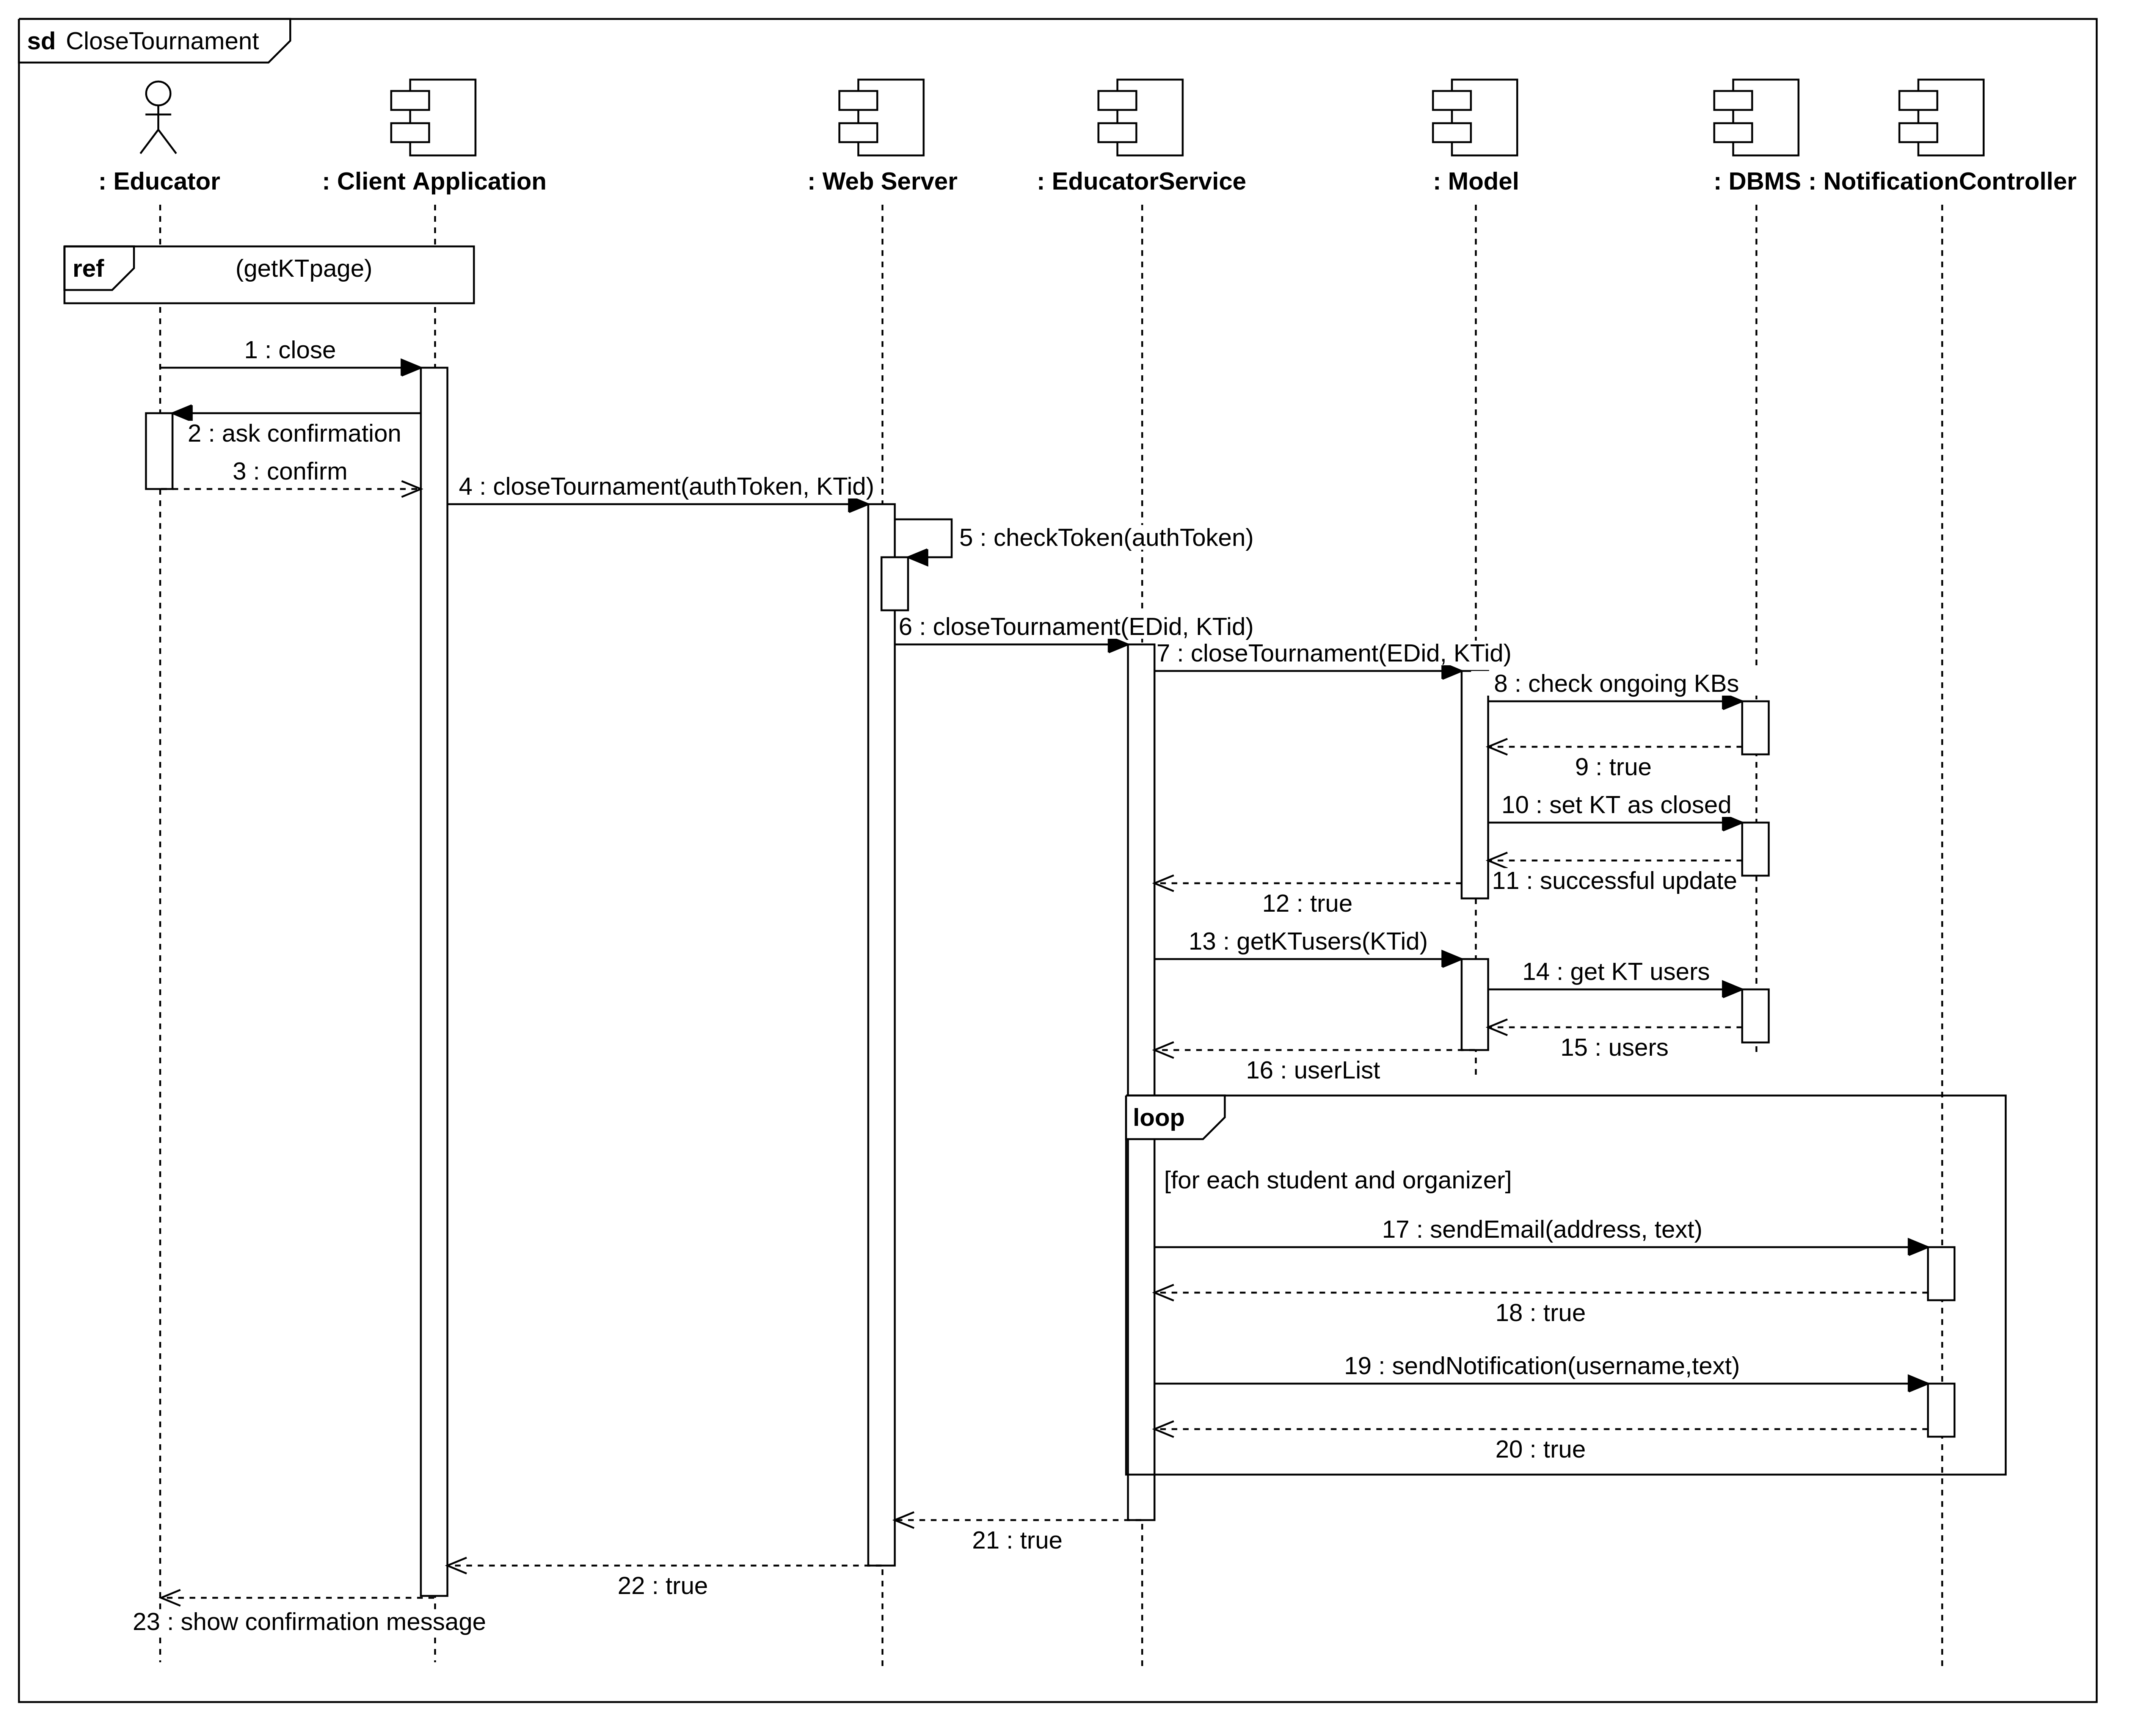 sd CloseTournament
: Educator
: Client Application
: Web Server
: EducatorService
: Model
: DBMS
: NotificationController
ref
(getKTpage)
1 : close
2 : ask confirmation
3 : confirm
4 : closeTournament(authToken, KTid)
5 : checkToken(authToken)
6 : closeTournament(EDid, KTid)
7 : closeTournament(EDid, KTid)
8 : check ongoing KBs
9 : true
10 : set KT as closed
11 : successful update
12 : true
13 : getKTusers(KTid)
14 : get KT users
15 : users
16 : userList
loop
[for each student and organizer]
17 : sendEmail(address, text)
18 : true
19 : sendNotification(username,text)
20 : true
21 : true
22 : true
23 : show confirmation message